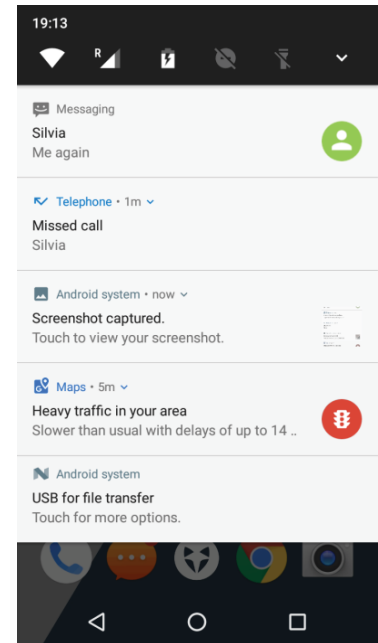 19:13
R
Messaging
Silvia
Me again
Telephone • 1m
Missed call
Silvia
Android system • now
Screenshot captured.
Touch to view your screenshot.
Maps • 5m
Heavy traffic in your area
Slower than usual with delays of up to 14 ..
Android system
USB for file transfer
Touch for more options.